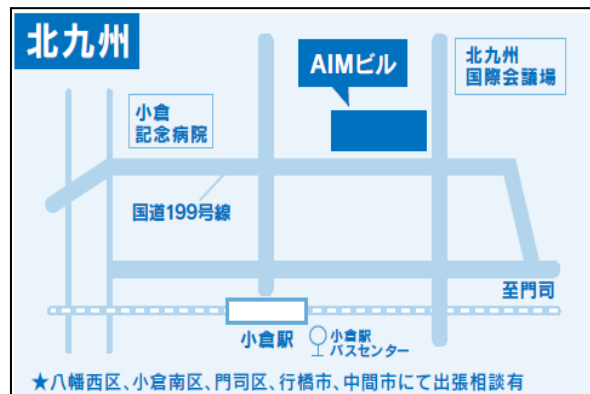 北九州
AIMビル
北九州
国際会議場
小倉
記念病院
国道199号線
至門司
小倉駅
小倉駅
バスセンター
★八幡西区、小倉南区、門司区、行橋市、中間市にて出張相談有